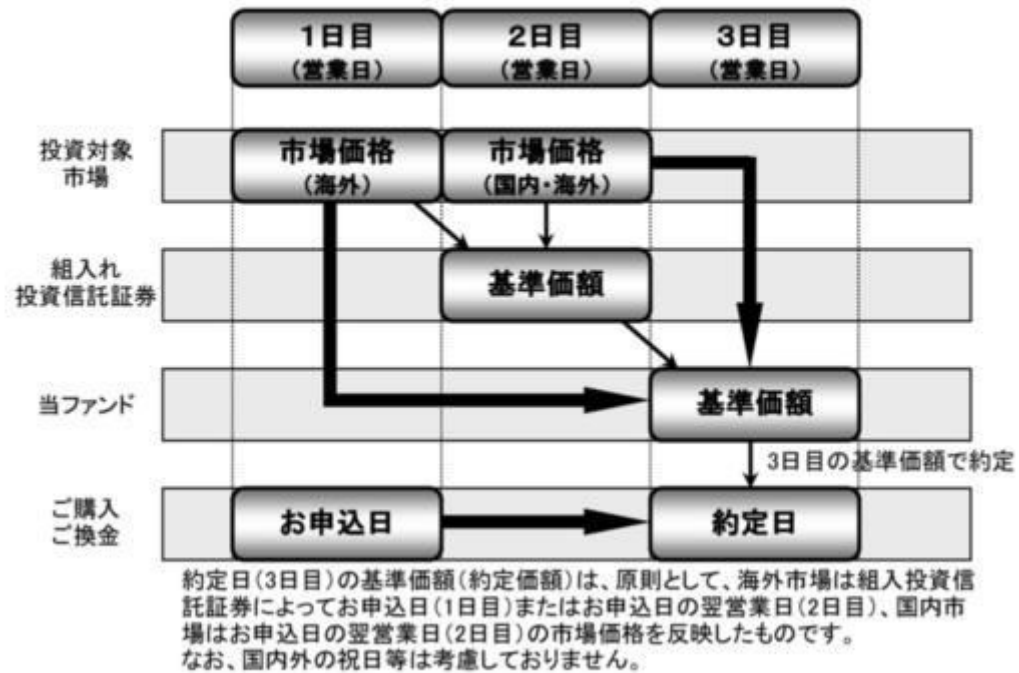 1日目
(営業日)
2日目
(営業日)
3日目
(営業日)
投資対象
市場
市場価格
(海外)
市場価格
(国内・海外)
組入れ
投資信託証券
基準価額
当ファンド
基準価額
3日目の基準価額で約定
ご購入
ご換金
お申込日
約定日
約定日(3日目)の基準価額(約定価額)は、原則として、海外市場は組入投資信
託証券によってお申込日(1日目)またはお申込日の翌営業日(2日目)、国内市
場はお申込日の翌営業日(2日目)の市場価格を反映したものです。
なお、国内外の祝日等は考慮しておりません。